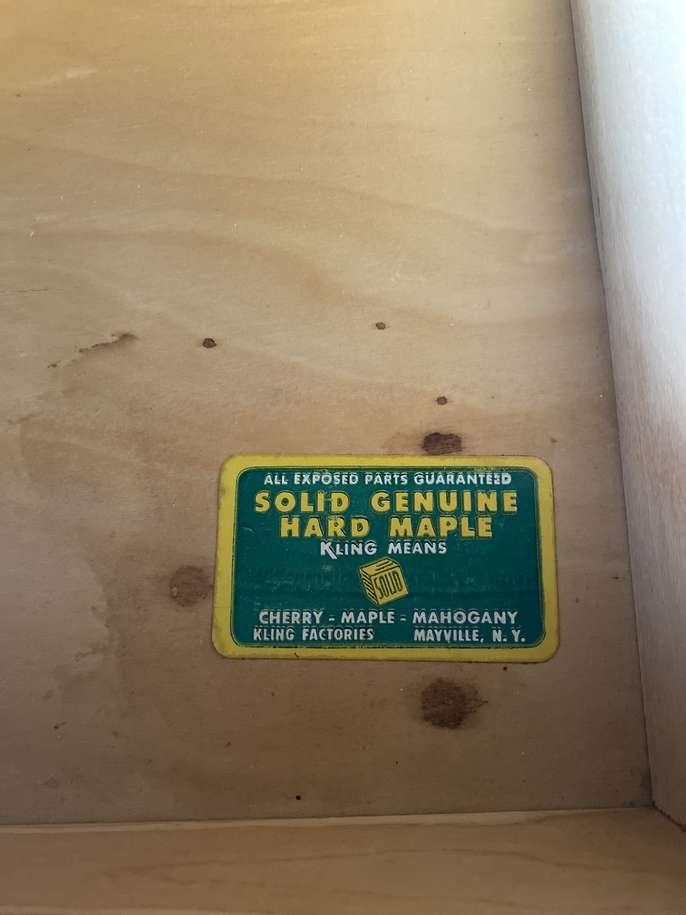 ALL EXPOSED PARTS GUARANTEED
SOLID GENUINE
HARD MAPLE
KLING MEANS
SOLID
CHERRY - MAPLE - MAHOGANY
KLING FACTORIES MAYVILLE, N. Y.